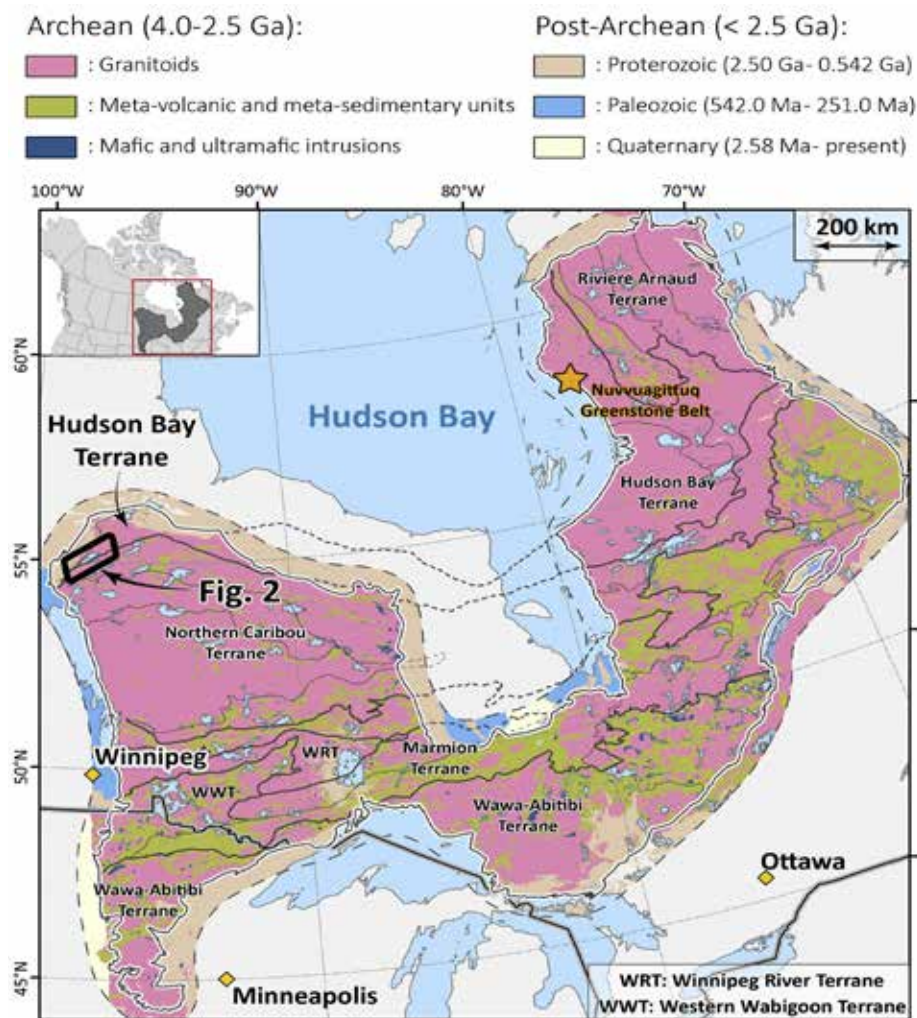 Archean (4.0-2.5 Ga):
: Granitoids
: Meta-volcanic and meta-sedimentary units
: Mafic and ultramafic intrusions
Post-Archean (< 2.5 Ga):
: Proterozoic (2.50 Ga- 0.542 Ga)
: Paleozoic (542.0 Ma- 251.0 Ma)
: Quaternary (2.58 Ma- present)
100°W
90°W
80°W
70°W
200 km
Riviere Arnaud
Terrane
60°N
Nuvvuagittuq
Greenstone Belt
Hudson Bay
Hudson Bay
Terrane
Hudson Bay
Terrane
55°N
Fig. 2
Northern Caribou
Terrane
50°N
Winnipeg
WRT
Marmion
Terrane
WWT
Wawa-Abitibi
Terrane
Ottawa
Wawa-Abitibi
Terrane
45°N
Minneapolis
WRT: Winnipeg River Terrane
WWT: Western Wabigoon Terrane